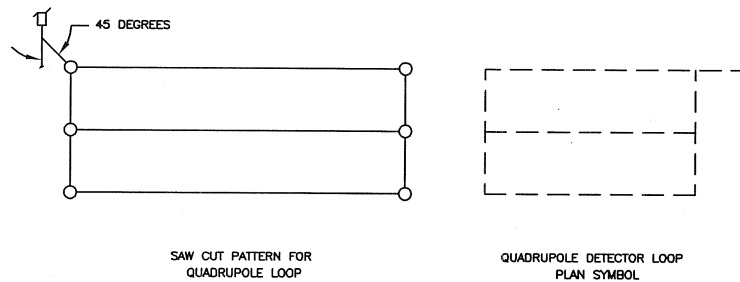 45 DEGREES
SAW CUT PATTERN FOR
QUADRUPOLE LOOP
QUADRUPOLE DETECTOR LOOP
PLAN SYMBOL